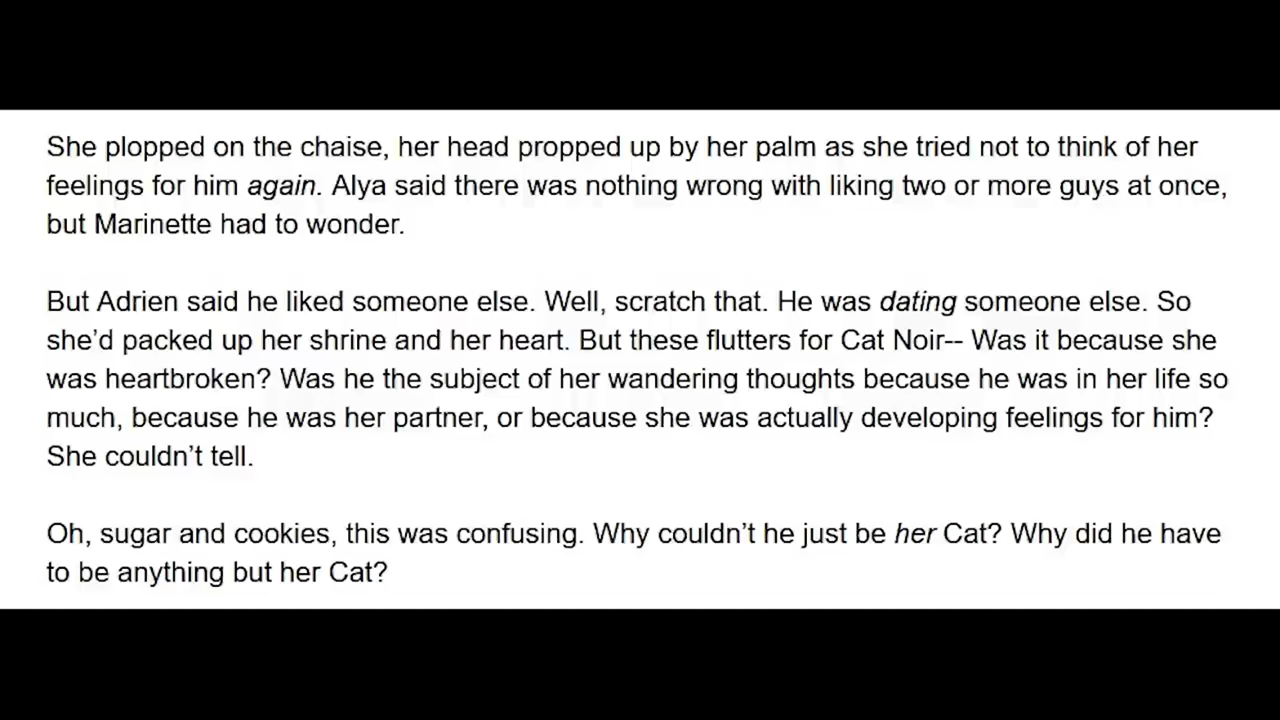 She plopped on the chaise, her head propped up by her palm as she tried not to think of her
feelings for him again. Alya said there was nothing wrong with liking two or more guys at once,
but Marinette had to wonder.
But Adrien said he liked someone else. Well, scratch that. He was dating someone else. So
she’d packed up her shrine and her heart. But these flutters for Cat Noir-- Was it because she
was heartbroken? Was he the subject of her wandering thoughts because he was in her life so
much, because he was her partner, or because she was actually developing feelings for him?
She couldn’t tell.
Oh, sugar and cookies, this was confusing. Why couldn’t he just be her Cat? Why did he have
to be anything but her Cat?